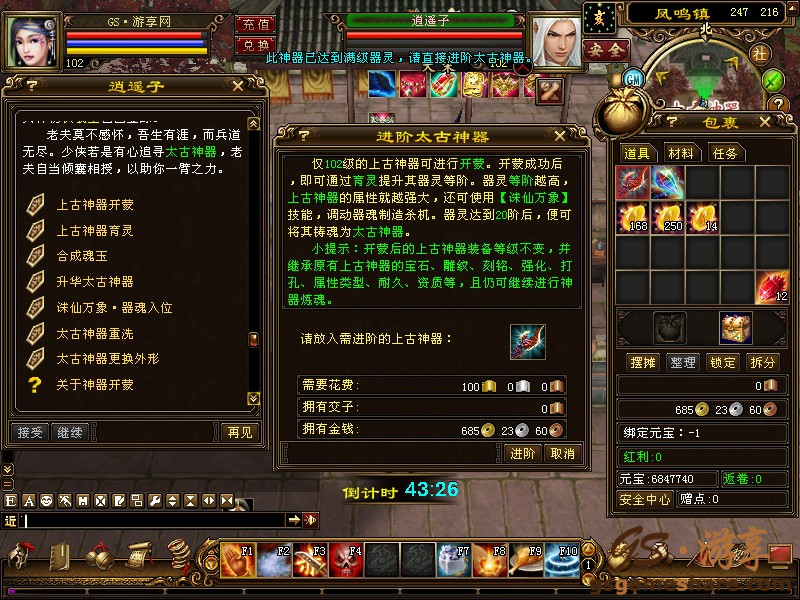 GS·游享网
102
充值
兑换
逍遥子
102
此神器已达到满级器灵，请直接进阶太古神器。
安全
亥
凤鸣镇 247 216
北
社
GM
?
逍遥子
老夫莫不感怀，吾生有涯，而兵道
无尽。少侠若是有心追寻太古神器，老
夫自当倾囊相授，以助你一臂之力。
上古神器开蒙
上古神器育灵
合成魂玉
升华太古神器
诛仙万象·器魂入位
太古神器重洗
太古神器更换外形
关于神器开蒙
接受 继续 再见
进阶太古神器
仅102级的上古神器可进行开蒙。开蒙成功后
，即可通过育灵提升其器灵等阶。器灵等阶越高，
上古神器的属性就越强大，还可使用【诛仙万象】
技能，调动器魂制造杀机。器灵达到20阶后，便可
将其铸魂为太古神器。
小提示：开蒙后的上古神器装备等级不变，并
继承原有上古神器的宝石、雕纹、刻铭、强化、打
孔、属性类型、耐久、资质等，且仍可继续进行神
器炼魂。
请放入需进阶的上古神器：
需要花费: 100 0 0
拥有交子: 0
拥有金钱: 685 23 60
进阶 取消
包裹
道具 材料 任务
168 250 14
12
摆摊 整理 锁定 拆分
0
685 23 60
绑定元宝：-1
红利:0
元宝:6847740 返卷:0
安全中心 赠点:0
倒计时 43:26
近
F1 F2 F3 F4 F7 F8 F9 F10
1
GS·游享